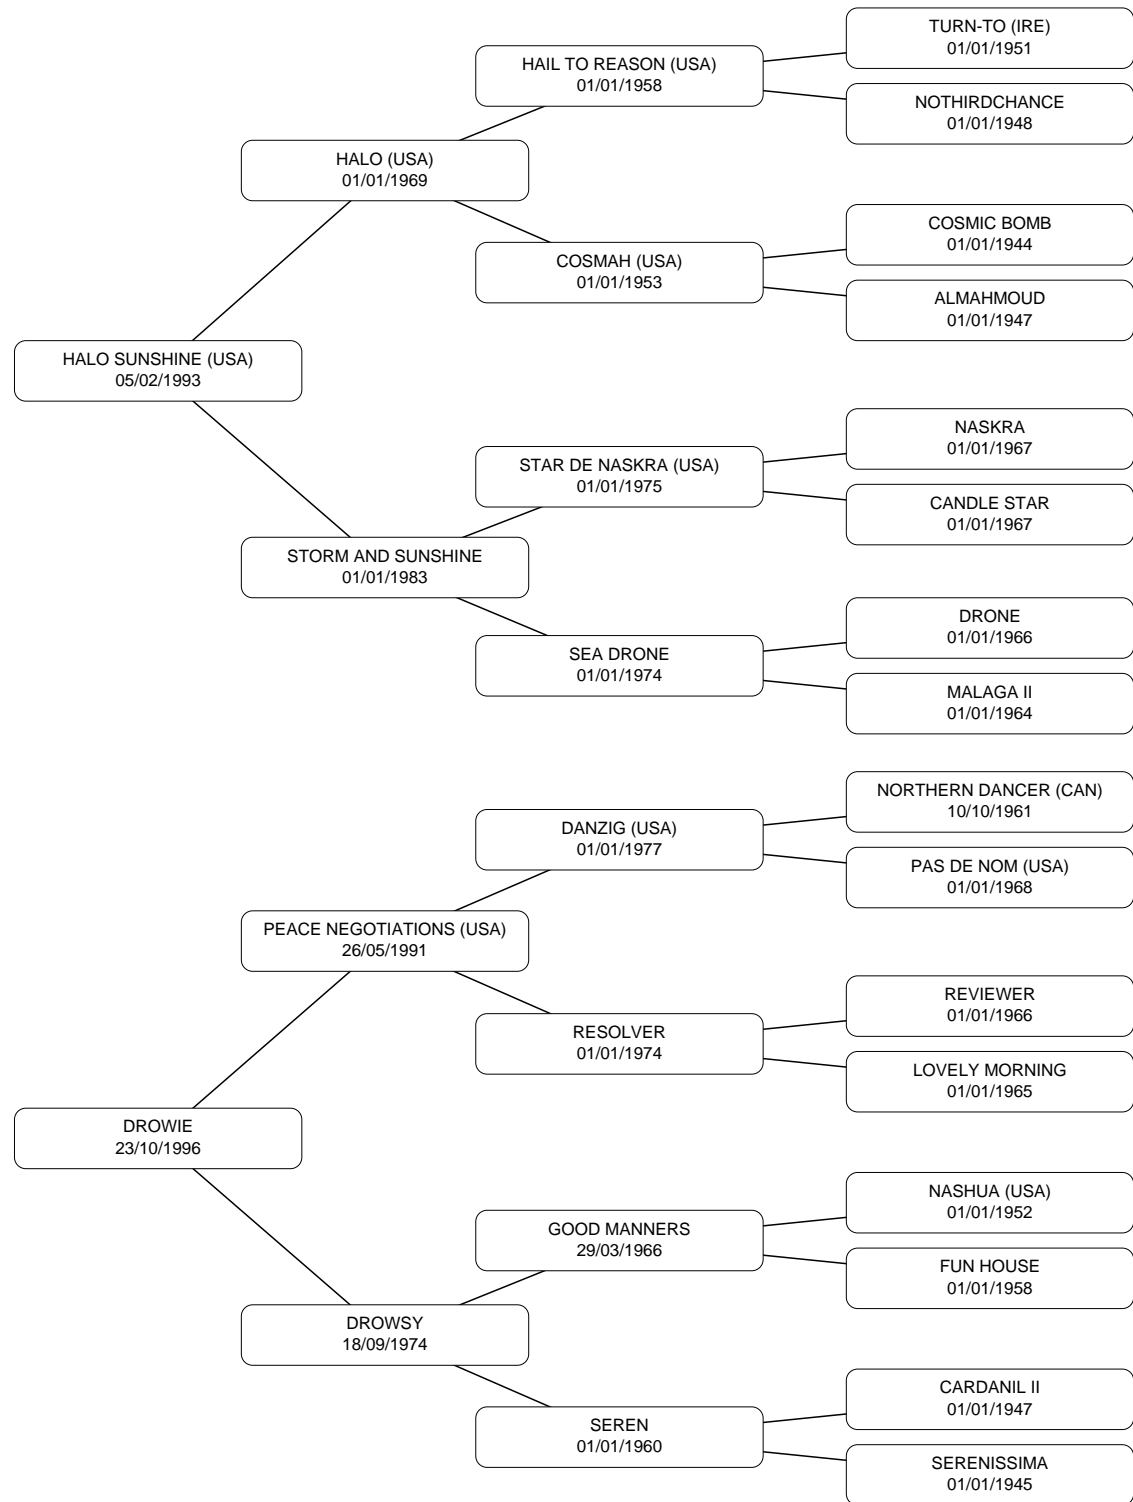 TURN-TO (IRE)
01/01/1951
HAIL TO REASON (USA)
01/01/1958
NOTHIRDCHANCE
01/01/1948
HALO (USA)
01/01/1969
COSMIC BOMB
01/01/1944
COSMAH (USA)
01/01/1953
ALMAHMOUD
01/01/1947
HALO SUNSHINE (USA)
05/02/1993
NASKRA
01/01/1967
STAR DE NASKRA (USA)
01/01/1975
CANDLE STAR
01/01/1967
STORM AND SUNSHINE
01/01/1983
DRONE
01/01/1966
SEA DRONE
01/01/1974
MALAGA II
01/01/1964
NORTHERN DANCER (CAN)
10/10/1961
DANZIG (USA)
01/01/1977
PAS DE NOM (USA)
01/01/1968
PEACE NEGOTIATIONS (USA)
26/05/1991
REVIEWER
01/01/1966
RESOLVER
01/01/1974
LOVELY MORNING
01/01/1965
DROWIE
23/10/1996
NASHUA (USA)
01/01/1952
GOOD MANNERS
29/03/1966
FUN HOUSE
01/01/1958
DROWSY
18/09/1974
CARDANIL II
01/01/1947
SEREN
01/01/1960
SERENISSIMA
01/01/1945